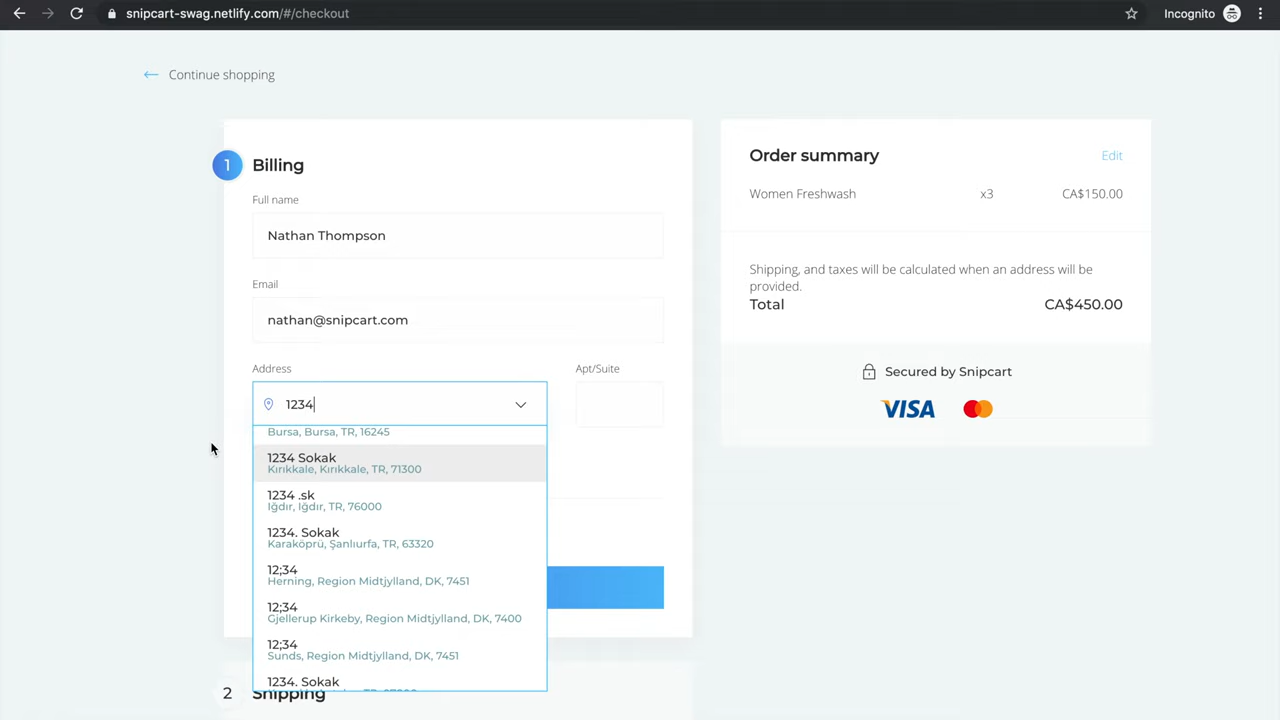 snipcart-swag.netlify.com/#/checkout
Incognito
Continue shopping
1 Billing
Full name
Nathan Thompson
Email
nathan@snipcart.com
Address
Apt/Suite
1234
Bursa, Bursa, TR, 16245
1234 Sokak
Kırıkkale, Kırıkkale, TR, 71300
1234 .sk
Iğdır, Iğdır, TR, 76000
1234. Sokak
Karaköprü, Şanlıurfa, TR, 63320
12;34
Herning, Region Midtjylland, DK, 7451
12;34
Gjellerup Kirkeby, Region Midtjylland, DK, 7400
12;34
Sunds, Region Midtjylland, DK, 7451
1234. Sokak
2 Shipping
Order summary
Edit
Women Freshwash x3 CA$150.00
Shipping, and taxes will be calculated when an address will be
provided.
Total CA$450.00
Secured by Snipcart
VISA